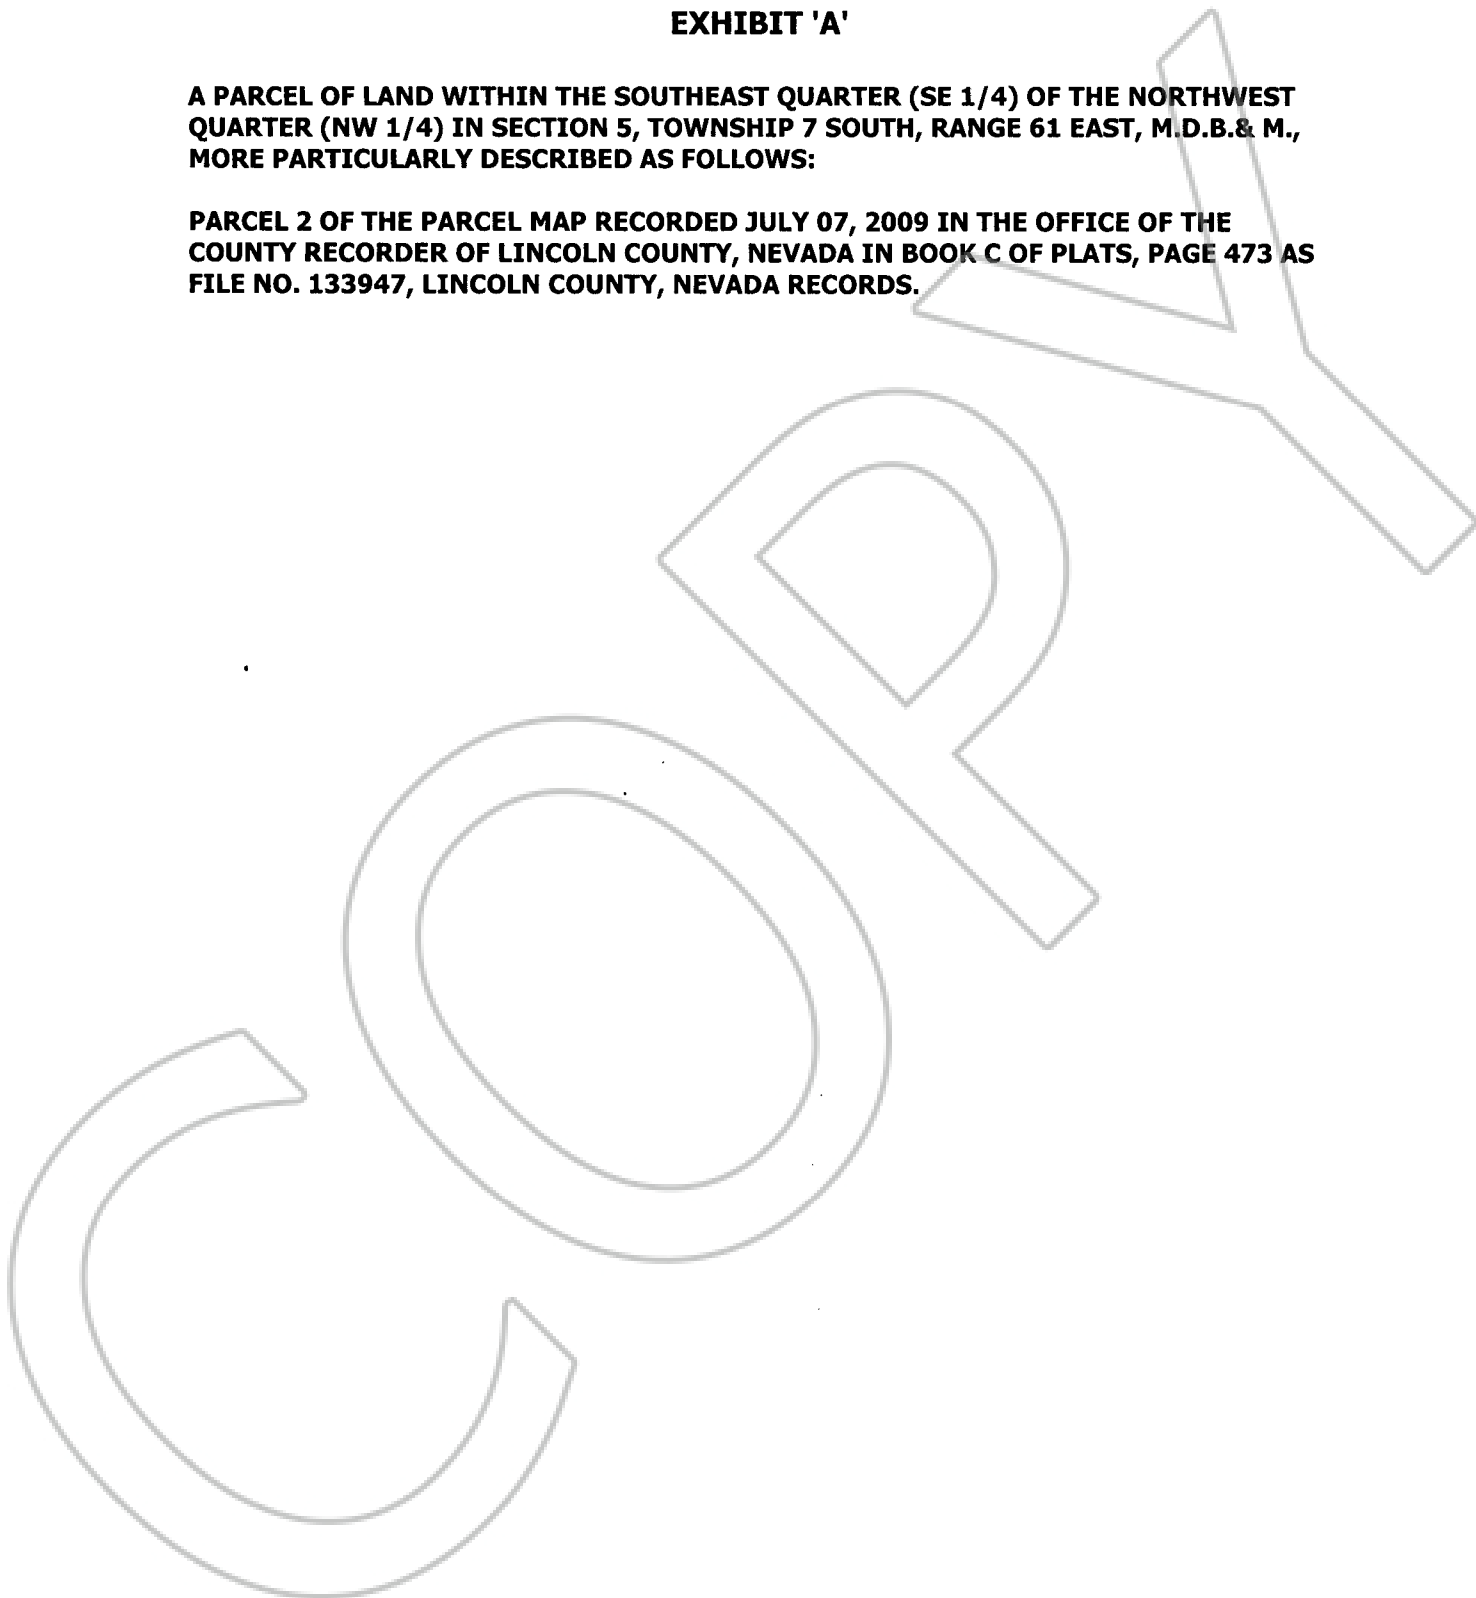 EXHIBIT 'A'
A PARCEL OF LAND WITHIN THE SOUTHEAST QUARTER (SE 1/4) OF THE NORTHWEST
QUARTER (NW 1/4) IN SECTION 5, TOWNSHIP 7 SOUTH, RANGE 61 EAST, M.D.B.& M.,
MORE PARTICULARLY DESCRIBED AS FOLLOWS:
PARCEL 2 OF THE PARCEL MAP RECORDED JULY 07, 2009 IN THE OFFICE OF THE
COUNTY RECORDER OF LINCOLN COUNTY, NEVADA IN BOOK C OF PLATS, PAGE 473 AS
FILE NO. 133947, LINCOLN COUNTY, NEVADA RECORDS.
COPY